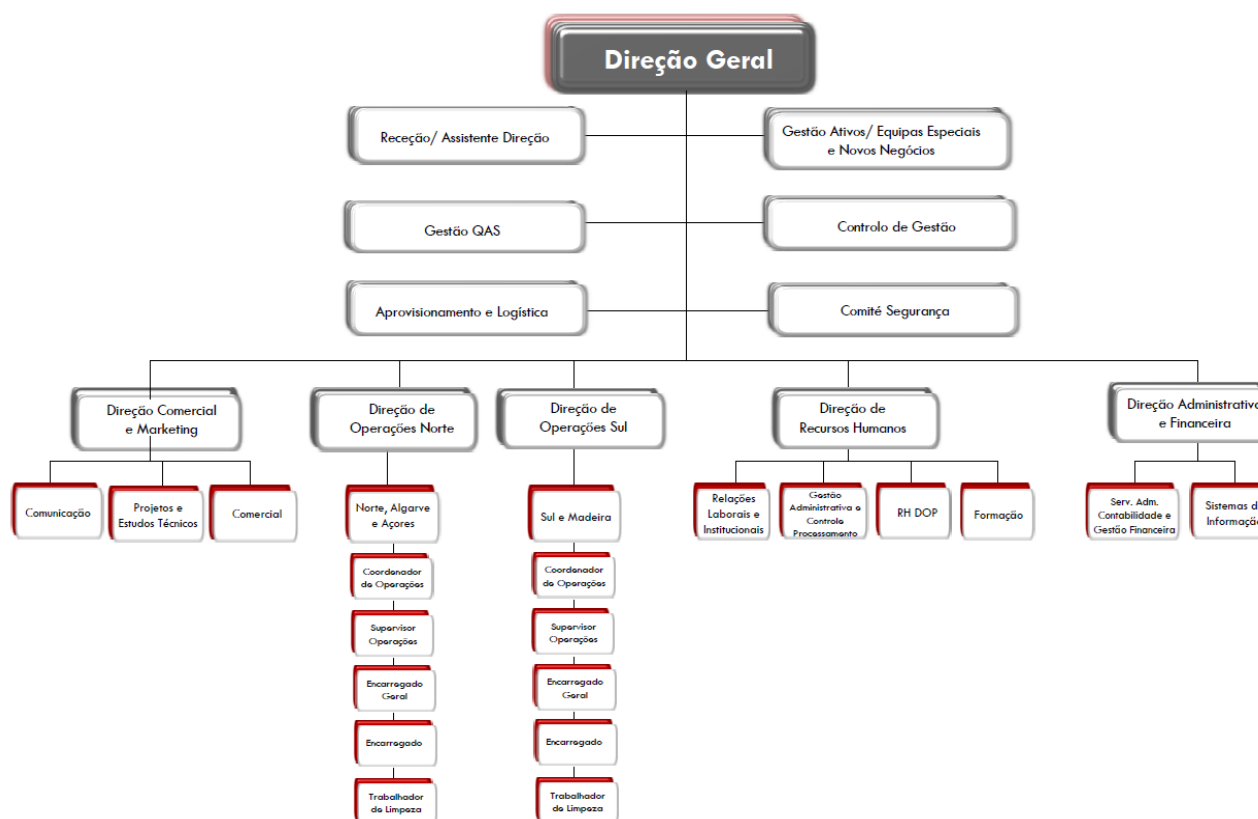 Direção Geral
Receção/ Assistente Direção
Gestão Ativos/ Equipas Especiais
e Novos Negócios
Gestão QAS
Controlo de Gestão
Aprovisionamento e Logística
Comité Segurança
Direção Comercial
e Marketing
Direção de
Operações Norte
Direção de
Operações Sul
Direção de
Recursos Humanos
Direção Administrativa
e Financeira
Comunicação
Projetos e
Estudos Técnicos
Comercial
Norte, Algarve
e Açores
Sul e Madeira
Relações
Laborais e
Institucionais
Gestão
Administrativa e
Controle
Processamento
RH DOP
Formação
Serv. Adm.
Contabilidade e
Gestão Financeira
Sistemas d
Informação
Coordenador
de Operações
Supervisor
Operações
Encarregado
Geral
Encarregado
Trabalhador
de Limpeza
Coordenador
de Operações
Supervisor
Operações
Encarregado
Geral
Encarregado
Trabalhador
de Limpeza